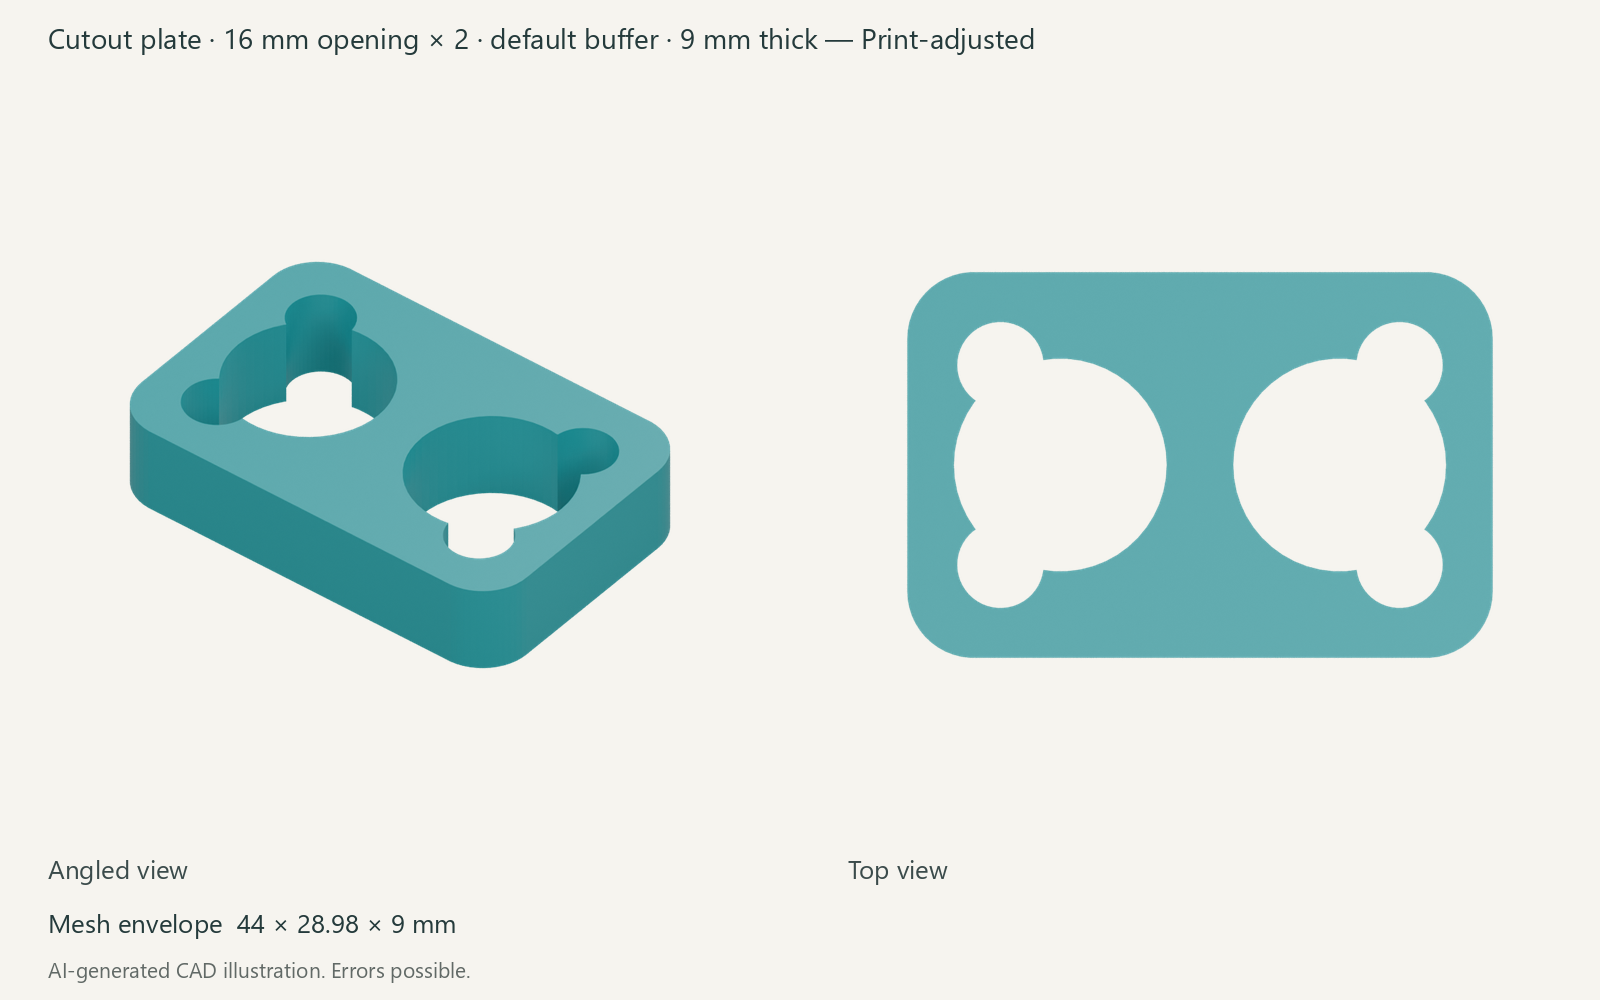 Cutout plate · 16 mm opening × 2 · default buffer · 9 mm thick — Print-adjusted
Angled view
Top view
Mesh envelope 44 × 28.98 × 9 mm
AI-generated CAD illustration. Errors possible.